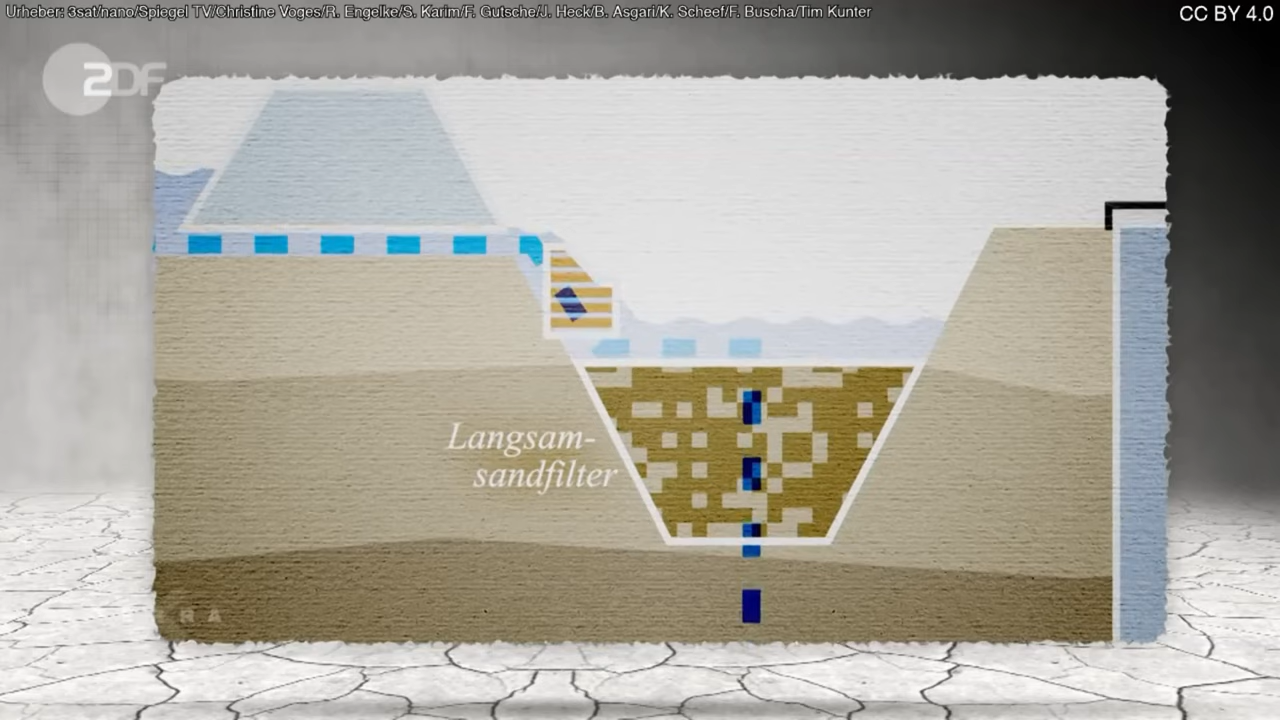 Urheber: 3sat/nano/Spiegel TV/Christine Voges/R. Engelke/S. Karim/F. Gutsche/J. Heck/B. Asgari/K. Scheef/F. Buscha/Tim Kunter
CC BY 4.0
ZDF
Langsam-
sandfilter